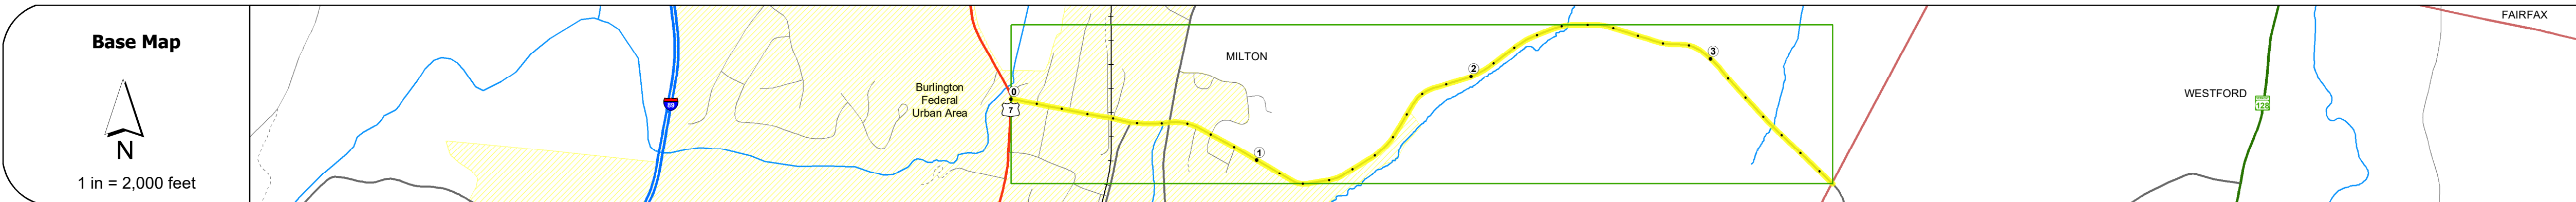 Base Map
N
1 in = 2,000 feet
89
Burlington
Federal
Urban Area
0
7
1
MILTON
2
3
WESTFORD
128
FAIRFAX